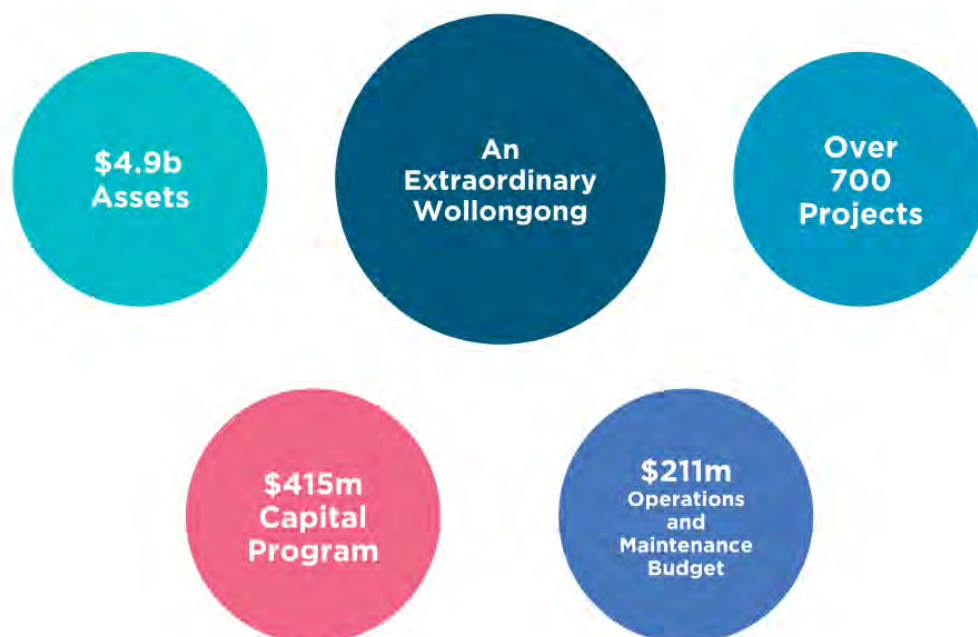 $4.9b
Assets
An
Extraordinary
Wollongong
Over
700
Projects
$415m
Capital
Program
$211m
Operations
and
Maintenance
Budget